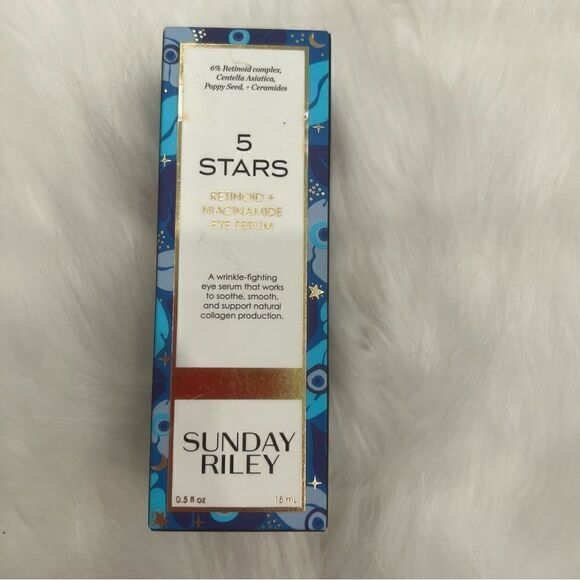 6% Retinoid complex,
Centella Asiatica,
Poppy Seed, + Ceramides
5
STARS
RETINOID +
NIACINAMIDE
EYE SERUM
A wrinkle-fighting
eye serum that works
to soothe, smooth,
and support natural
collagen production.
SUNDAY
RILEY
0.5 fl oz 15 mL